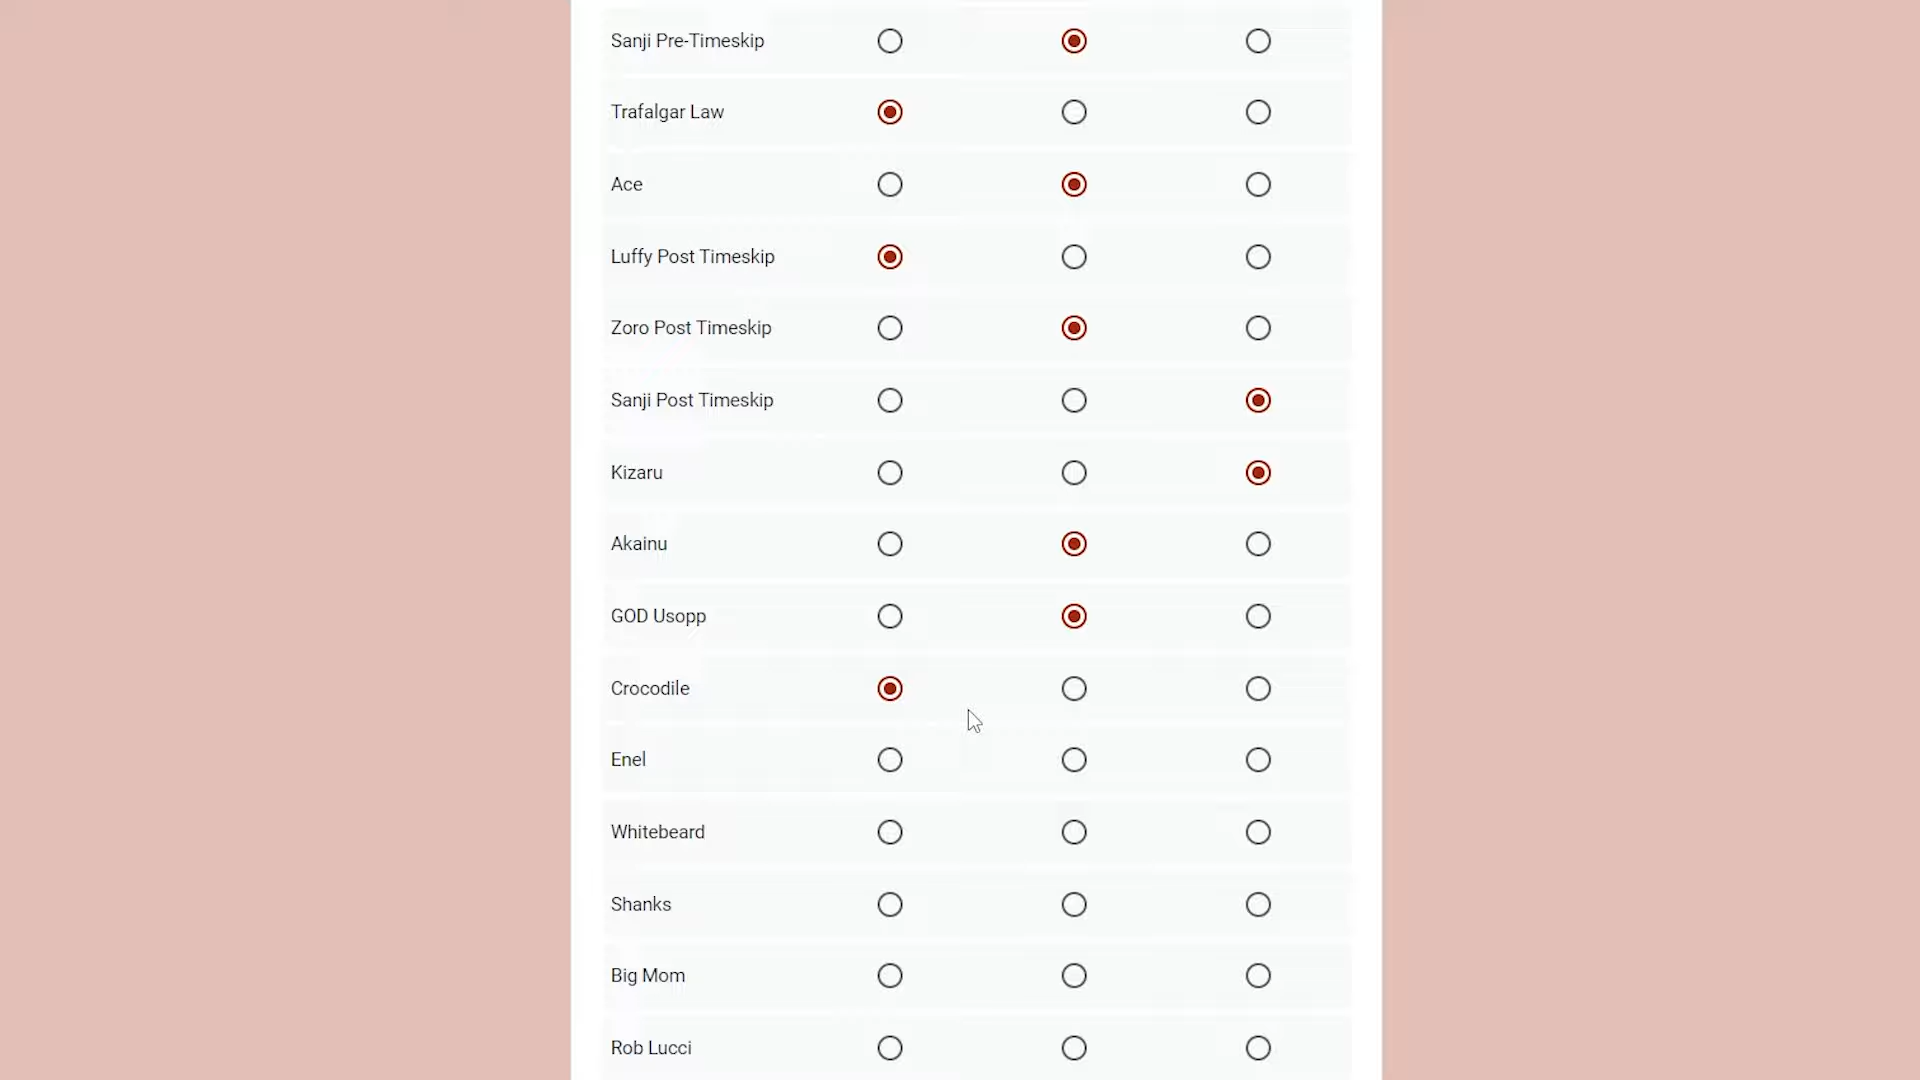 Sanji Pre-Timeskip
Trafalgar Law
Ace
Luffy Post Timeskip
Zoro Post Timeskip
Sanji Post Timeskip
Kizaru
Akainu
GOD Usopp
Crocodile
Enel
Whitebeard
Shanks
Big Mom
Rob Lucci